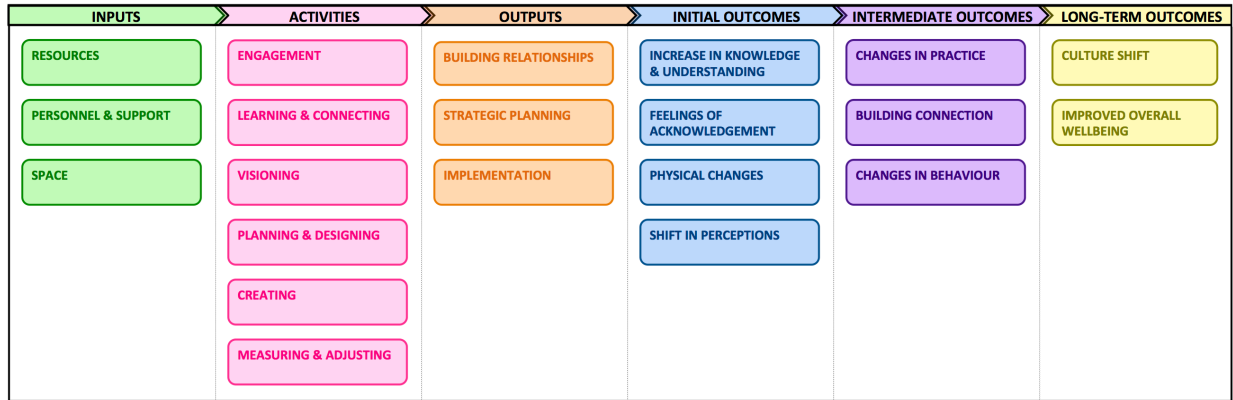 INPUTS
ACTIVITIES
OUTPUTS
INITIAL OUTCOMES
INTERMEDIATE OUTCOMES
LONG-TERM OUTCOMES
RESOURCES
PERSONNEL & SUPPORT
SPACE
ENGAGEMENT
LEARNING & CONNECTING
VISIONING
PLANNING & DESIGNING
CREATING
MEASURING & ADJUSTING
BUILDING RELATIONSHIPS
STRATEGIC PLANNING
IMPLEMENTATION
INCREASE IN KNOWLEDGE
& UNDERSTANDING
FEELINGS OF
ACKNOWLEDGEMENT
PHYSICAL CHANGES
SHIFT IN PERCEPTIONS
CHANGES IN PRACTICE
BUILDING CONNECTION
CHANGES IN BEHAVIOUR
CULTURE SHIFT
IMPROVED OVERALL
WELLBEING